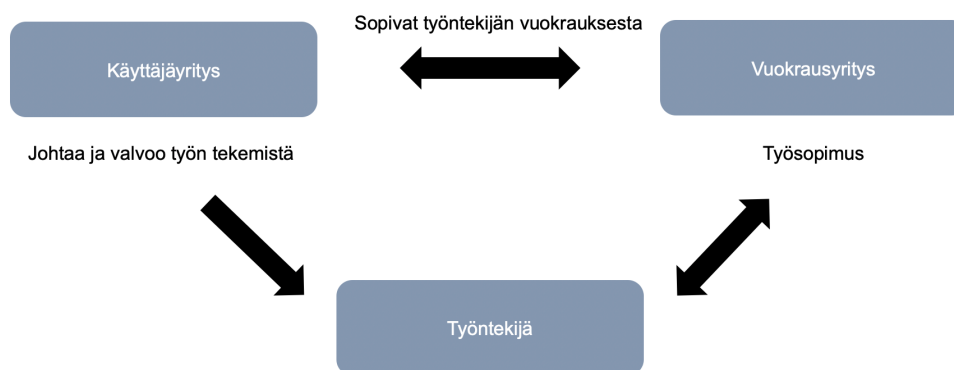 Sopivat työntekijän vuokrauksesta
Käyttäjäyritys
Vuokrausyritys
Johtaa ja valvoo työn tekemistä
Työsopimus
Työntekijä